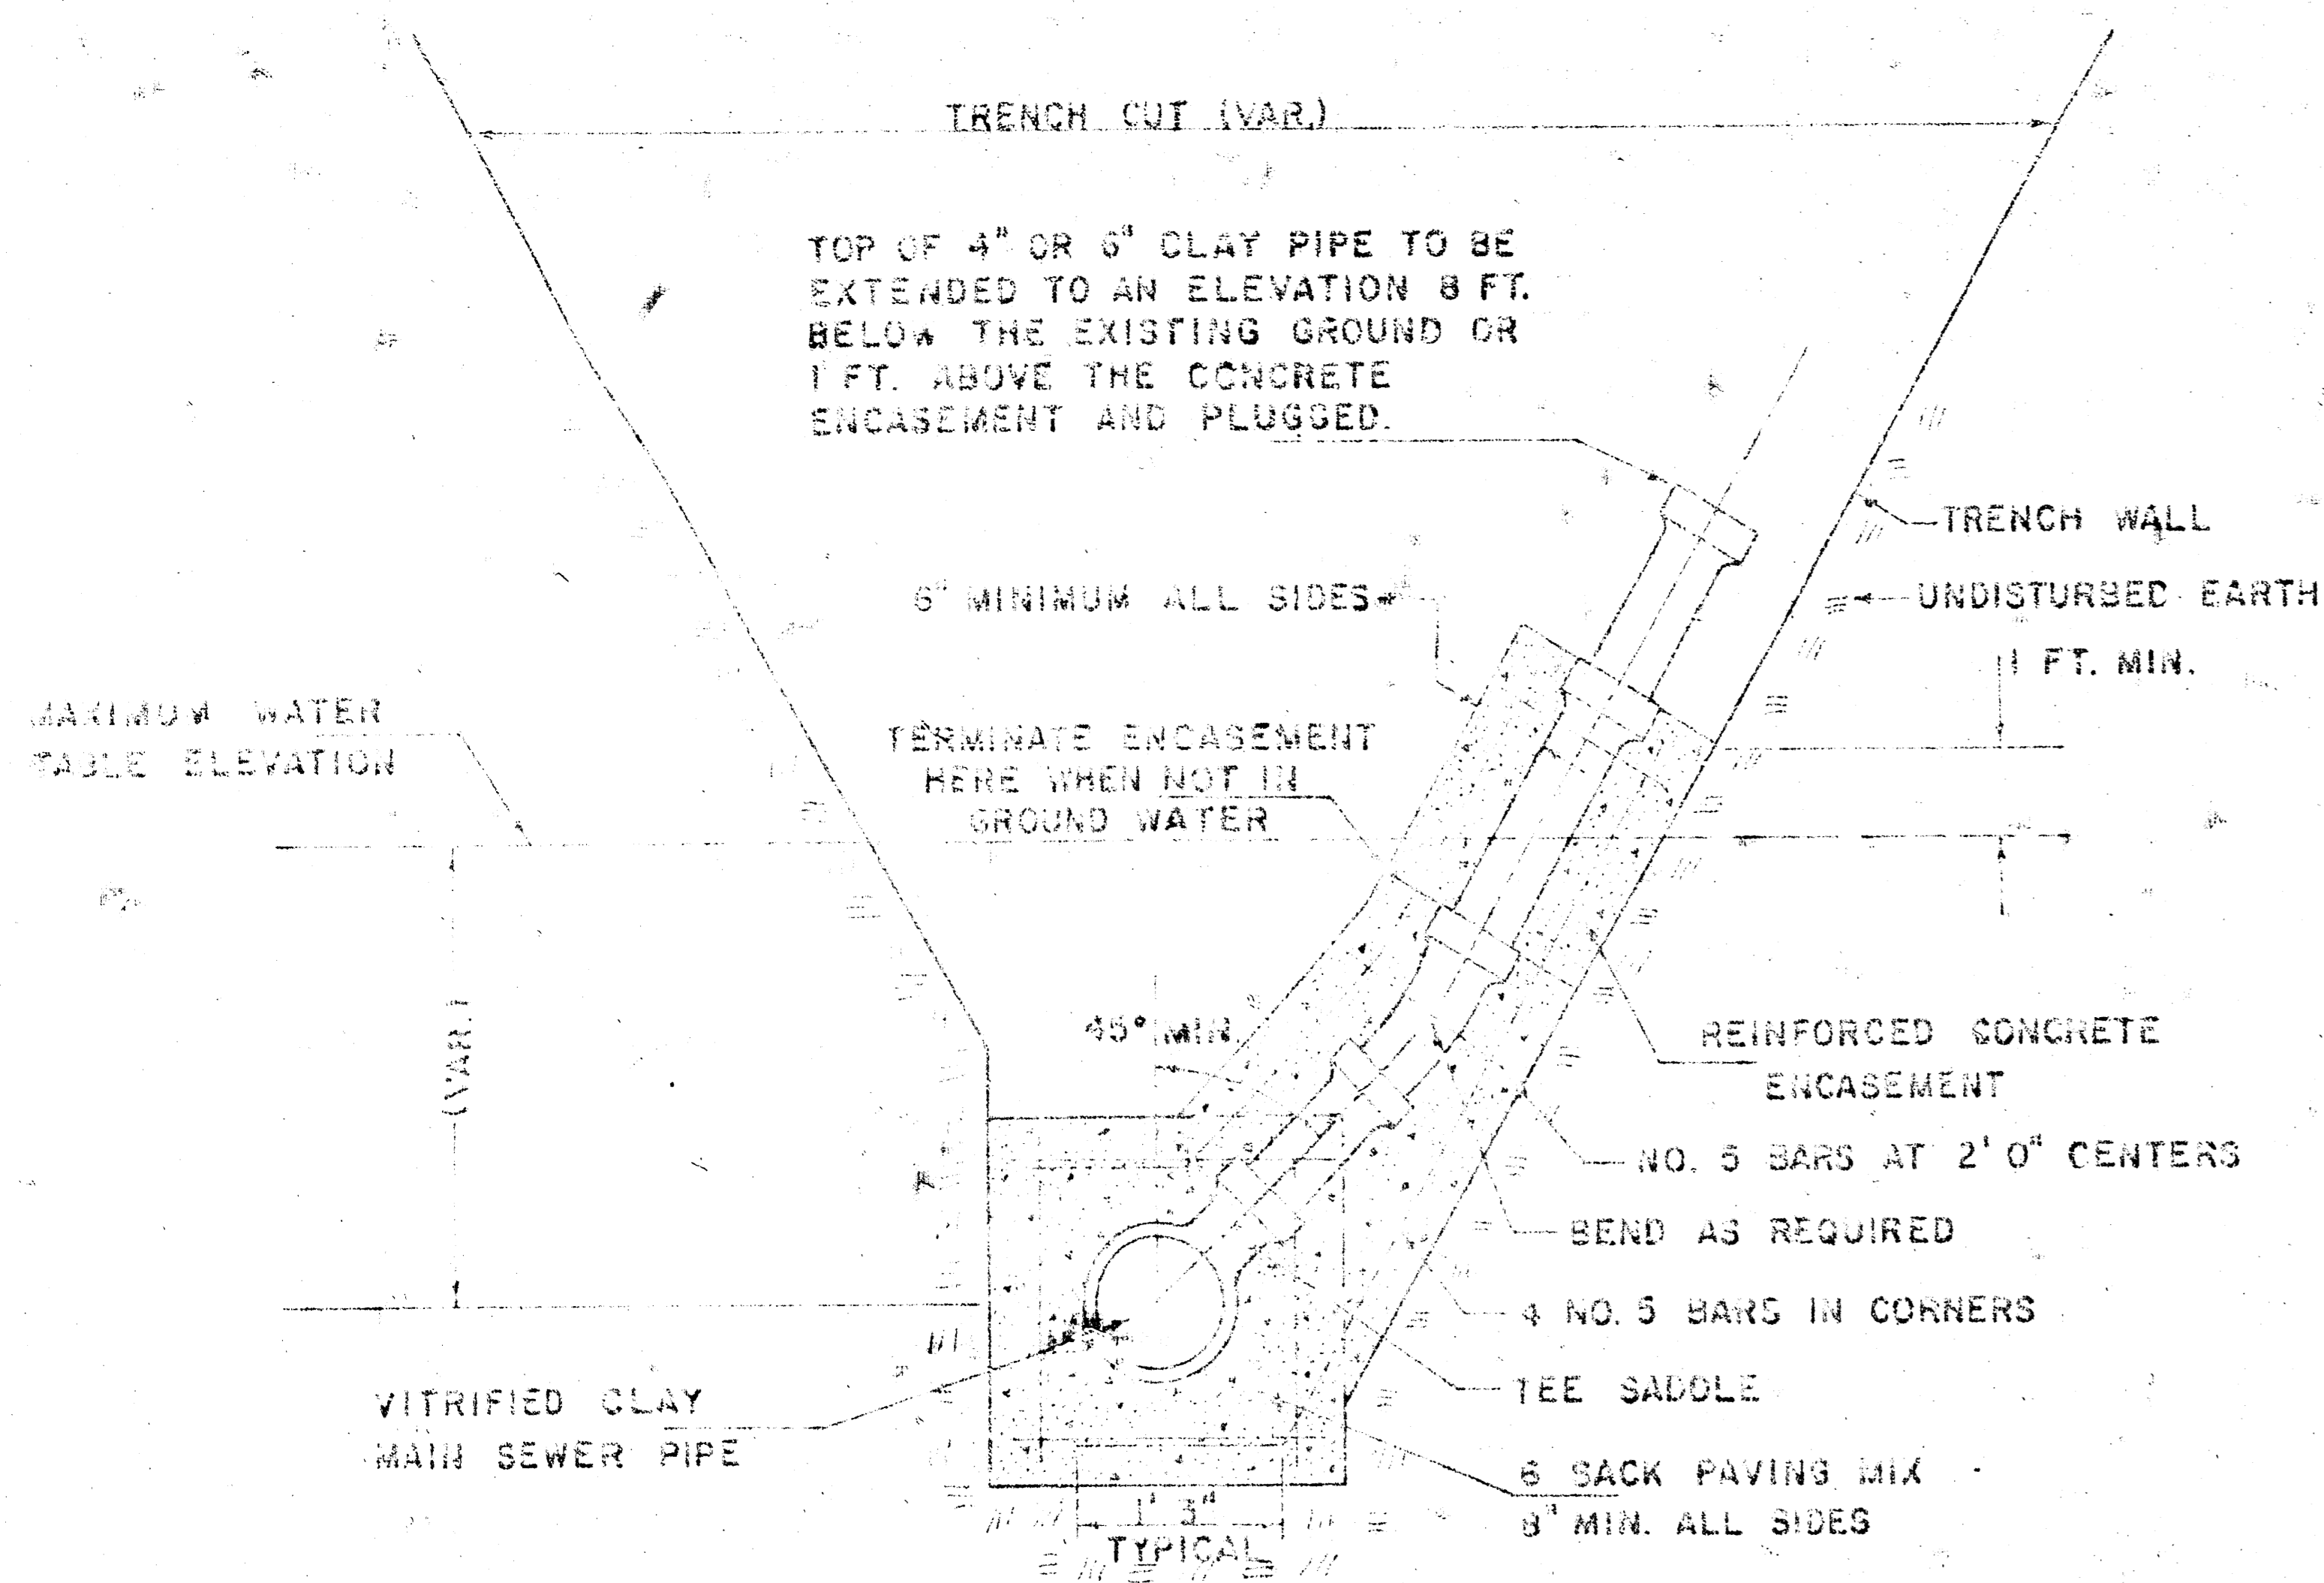 TRENCH CUT (VAR.)
TOP OF 4" OR 6" CLAY PIPE TO BE
EXTENDED TO AN ELEVATION 8 FT.
BELOW THE EXISTING GROUND OR
1 FT. ABOVE THE CONCRETE
ENCASEMENT AND PLUGGED.
TRENCH WALL
6" MINIMUM ALL SIDES
UNDISTURBED EARTH
1 FT. MIN.
MAXIMUM WATER
TABLE ELEVATION
TERMINATE ENCASEMENT
HERE WHEN NOT IN
GROUND WATER
(VAR.)
45° MIN.
REINFORCED CONCRETE
ENCASEMENT
NO. 5 BARS AT 2' 0" CENTERS
BEND AS REQUIRED
4 NO. 5 BARS IN CORNERS
TEE SADDLE
VITRIFIED CLAY
MAIN SEWER PIPE
6 SACK PAVING MIX
8" MIN. ALL SIDES
1' 3"
TYPICAL